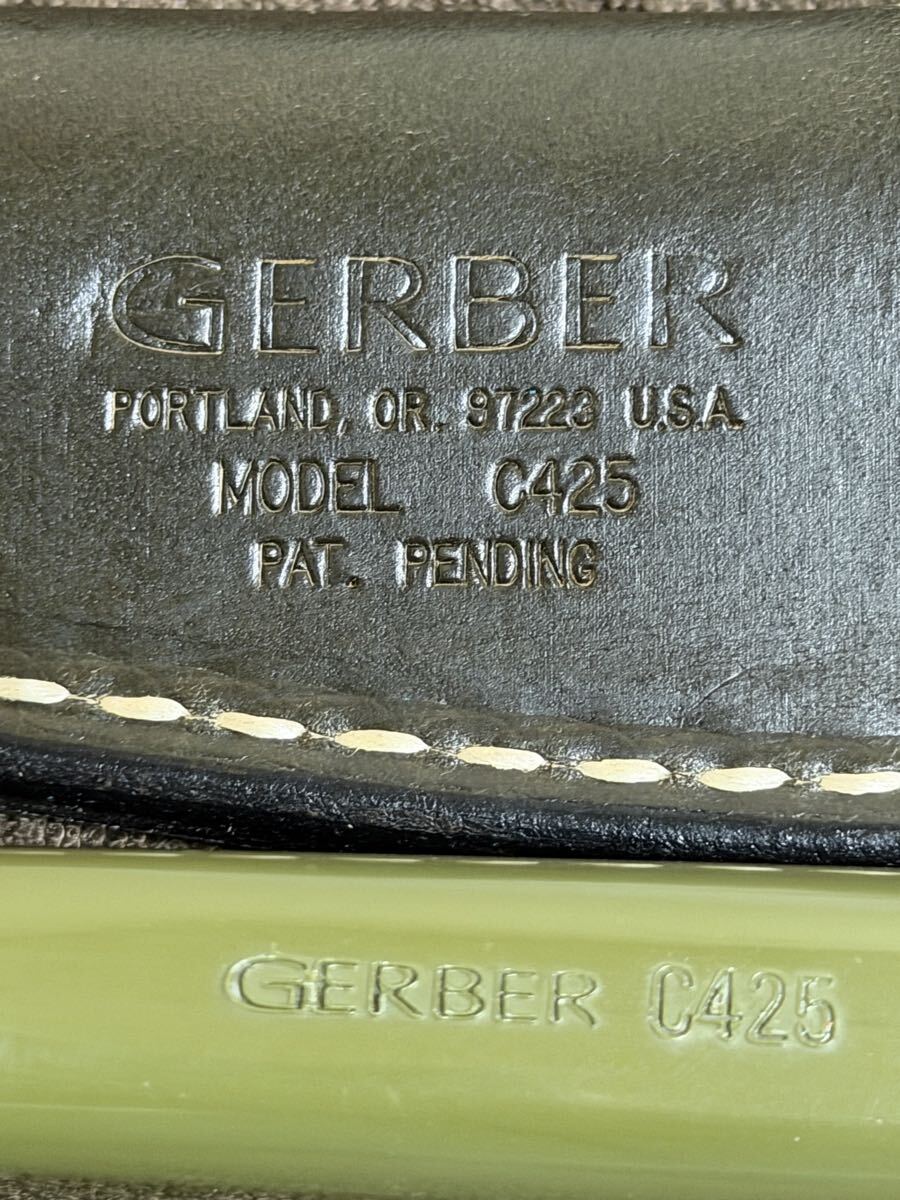 GERBER
PORTLAND, OR. 97223 U.S.A.
MODEL C425
PAT. PENDING
GERBER C425